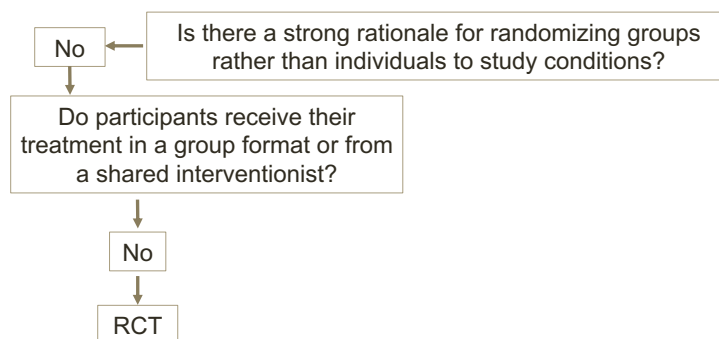 Is there a strong rationale for randomizing groups
rather than individuals to study conditions?
No
Do participants receive their
treatment in a group format or from
a shared interventionist?
No
RCT